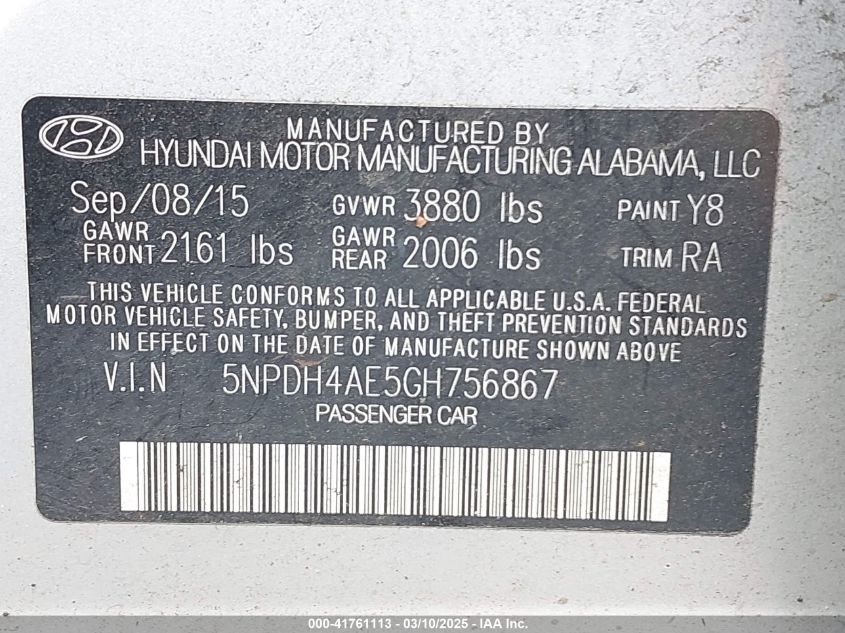 MANUFACTURED BY
HYUNDAI MOTOR MANUFACTURING ALABAMA, LLC
Sep/08/15 GVWR 3880 lbs PAINT Y8
GAWR FRONT 2161 lbs GAWR REAR 2006 lbs TRIM RA
THIS VEHICLE CONFORMS TO ALL APPLICABLE U.S.A. FEDERAL
MOTOR VEHICLE SAFETY, BUMPER, AND THEFT PREVENTION STANDARDS
IN EFFECT ON THE DATE OF MANUFACTURE SHOWN ABOVE
V.I.N 5NPDH4AE5GH756867
PASSENGER CAR
000-41761113 - 03/10/2025 - IAAI INC.